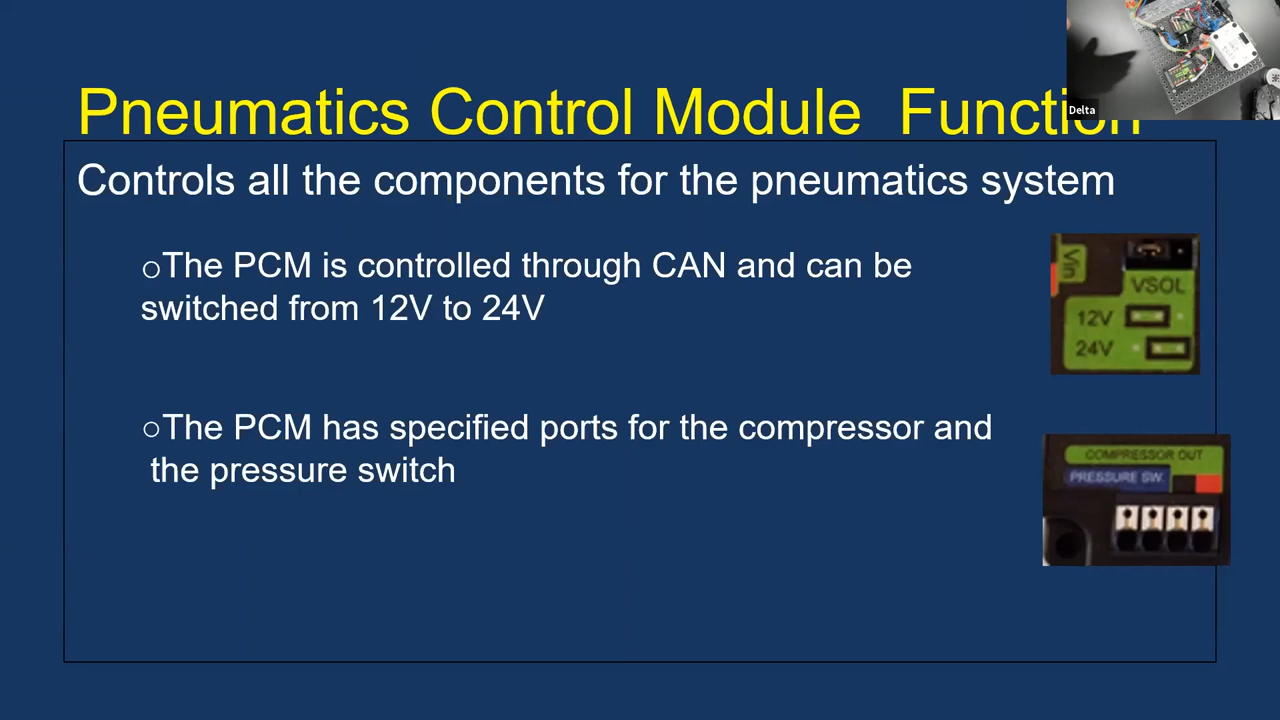 Pneumatics Control Module Function
Delta
Controls all the components for the pneumatics system
○The PCM is controlled through CAN and can be
switched from 12V to 24V
Vin
VSOL
12V
24V
○The PCM has specified ports for the compressor and
the pressure switch
COMPRESSOR OUT
PRESSURE SW.